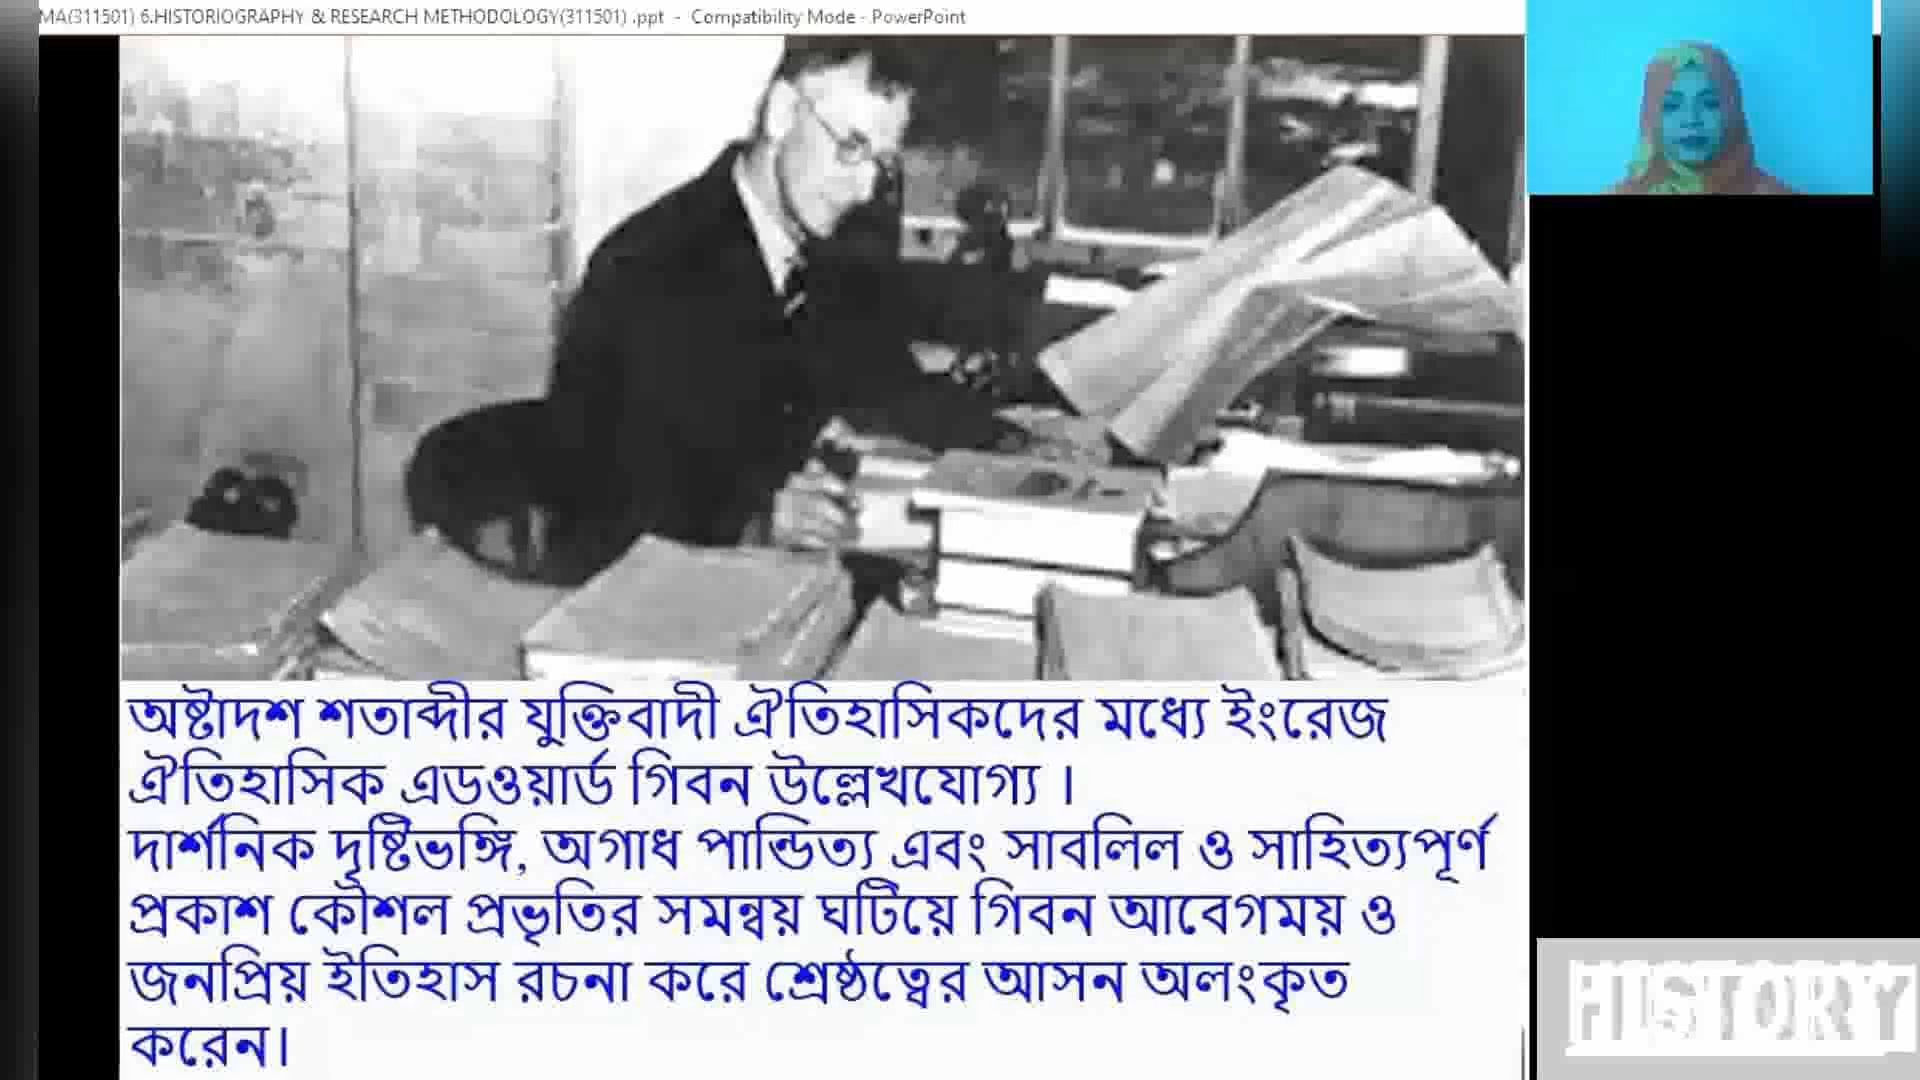 MA(311501) 6.HISTORIOGRAPHY & RESEARCH METHODOLOGY(311501) .ppt - Compatibility Mode - PowerPoint
অষ্টাদশ শতাব্দীর যুক্তিবাদী ঐতিহাসিকদের মধ্যে ইংরেজ
ঐতিহাসিক এডওয়ার্ড গিবন উল্লেখযোগ্য ।
দার্শনিক দৃষ্টিভঙ্গি, অগাধ পান্ডিত্য এবং সাবলিল ও সাহিত্যপূর্ণ
প্রকাশ কৌশল প্রভৃতির সমন্বয় ঘটিয়ে গিবন আবেগময় ও
জনপ্রিয় ইতিহাস রচনা করে শ্রেষ্ঠত্বের আসন অলংকৃত
করেন।
HISTORY